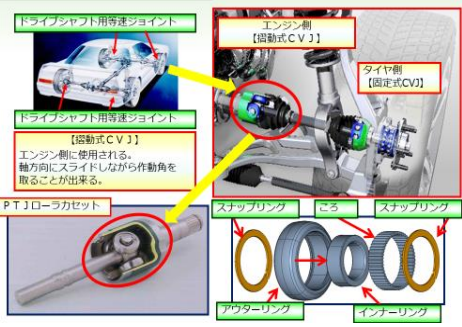 ドライブシャフト用等速ジョイント
エンジン側
【摺動式ＣＶＪ】
タイヤ側
【固定式CVJ】
ドライブシャフト用等速ジョイント
【摺動式ＣＶＪ】
エンジン側に使用される。
軸方向にスライドしながら作動角を
取ることが出来る。
ＰＴＪローラカセット
スナップリング
ころ
スナップリング
アウターリング
インナーリング